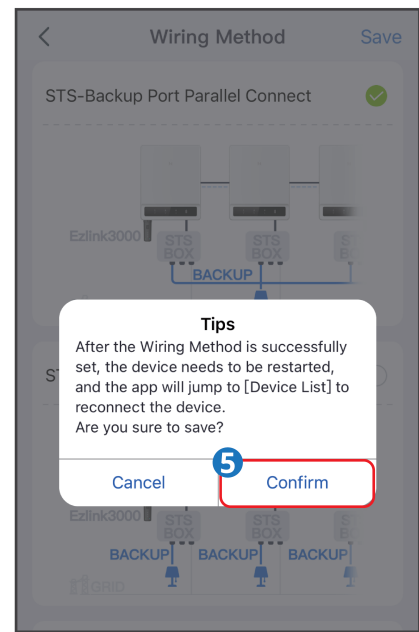 Wiring Method
Save
STS-Backup Port Parallel Connect
Ezlink3000
STS BOX
STS BOX
BACKUP
Tips
After the Wiring Method is successfully
set, the device needs to be restarted,
and the app will jump to [Device List] to
reconnect the device.
Are you sure to save?
5
Cancel
Confirm
Ezlink3000
STS BOX
STS BOX
BACKUP
BACKUP
BACKUP
GRID